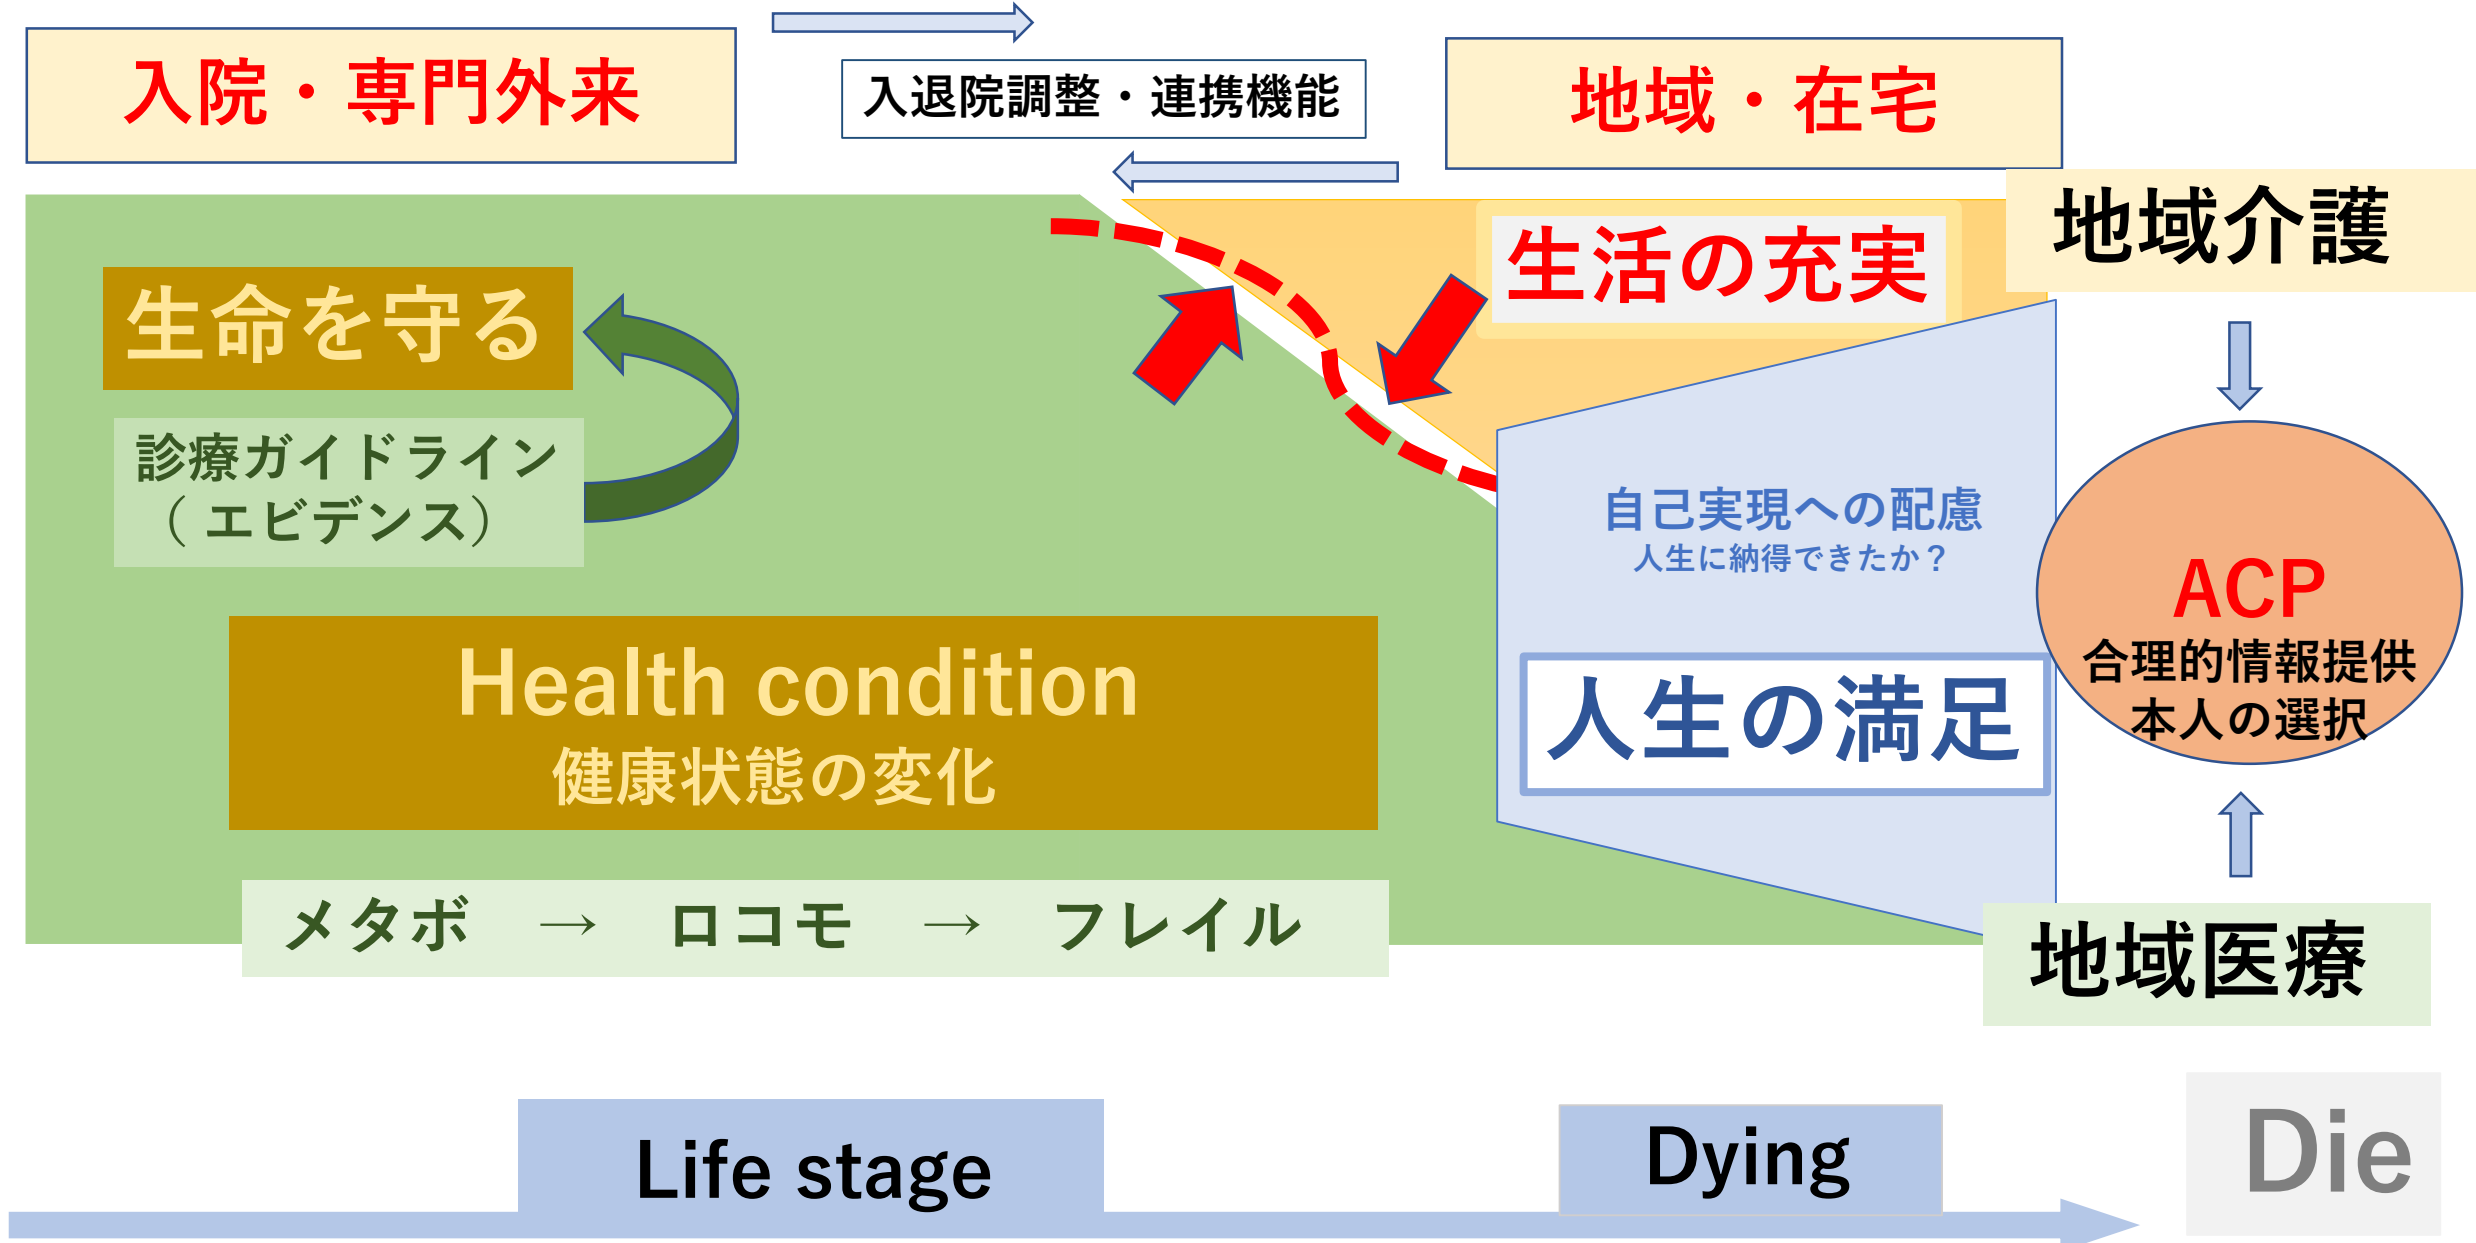 入院・専門外来
入退院調整・連携機能
地域・在宅
地域介護
生活の充実
生命を守る
診療ガイドライン
（ エビデンス）
自己実現への配慮
人生に納得できたか？
ACP
合理的情報提供
本人の選択
Health condition
健康状態の変化
人生の満足
メタボ　→　ロコモ　→　フレイル
地域医療
Life stage
Dying
Die